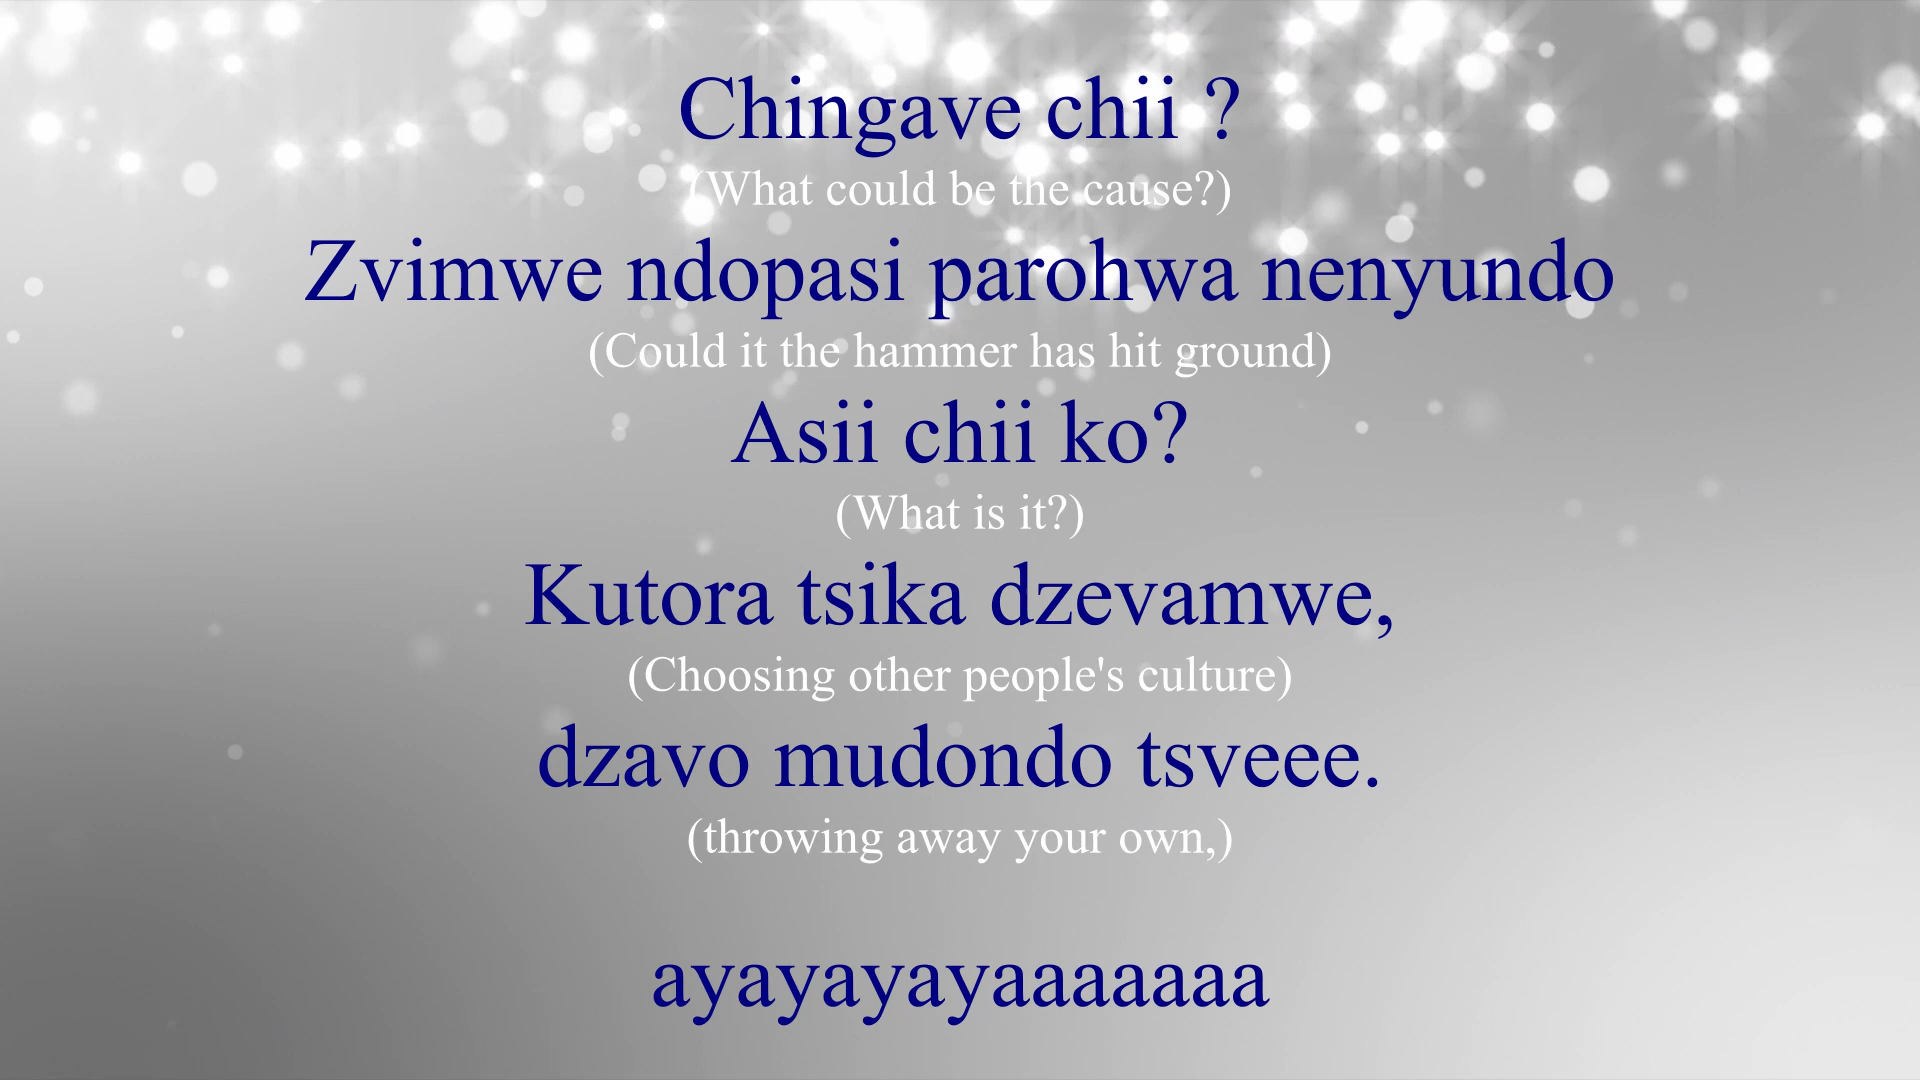 Chingave chii ?
(What could be the cause?)
Zvimwe ndopasi parohwa nenyundo
(Could it the hammer has hit ground)
Asii chii ko?
(What is it?)
Kutora tsika dzevamwe,
(Choosing other people's culture)
dzavo mudondo tsveee.
(throwing away your own,)
ayayayayaaaaaaa